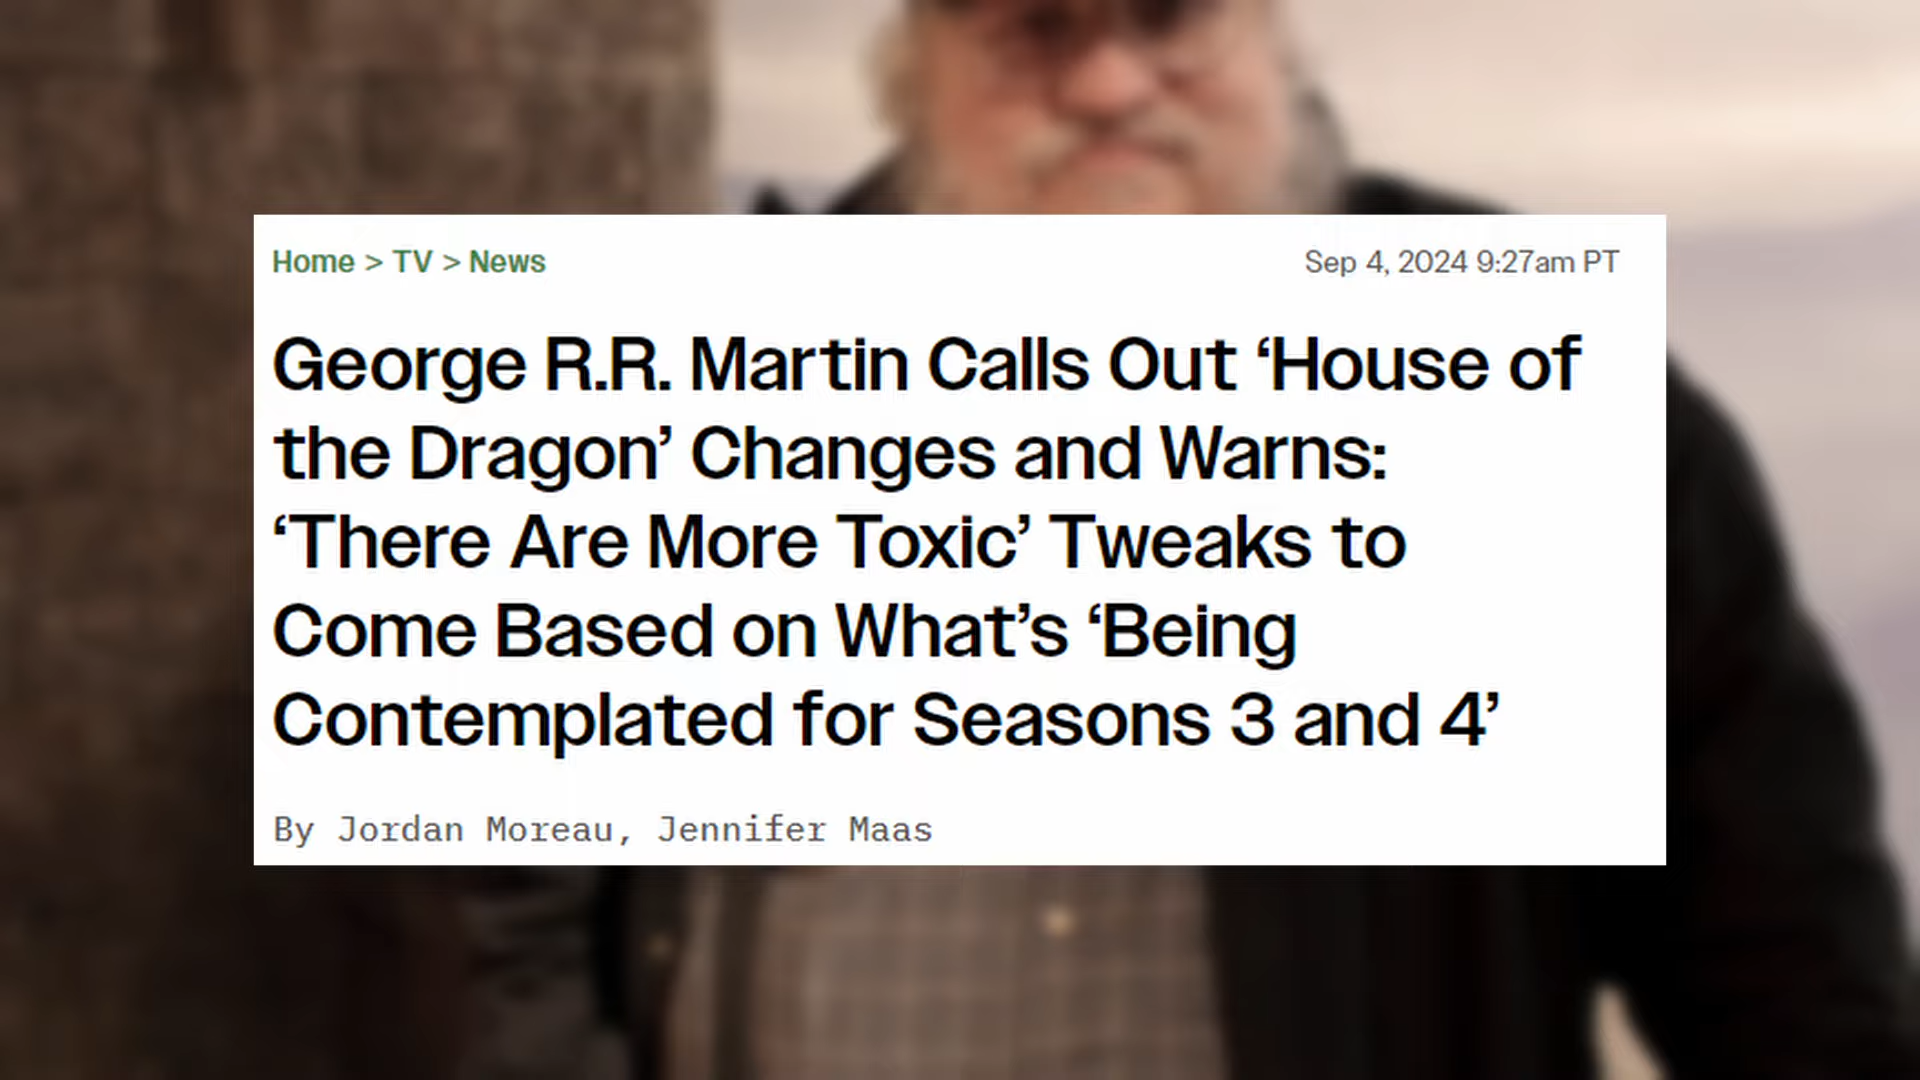 Home > TV > News
Sep 4, 2024 9:27am PT
George R.R. Martin Calls Out ‘House of
the Dragon’ Changes and Warns:
‘There Are More Toxic’ Tweaks to
Come Based on What’s ‘Being
Contemplated for Seasons 3 and 4’
By Jordan Moreau, Jennifer Maas